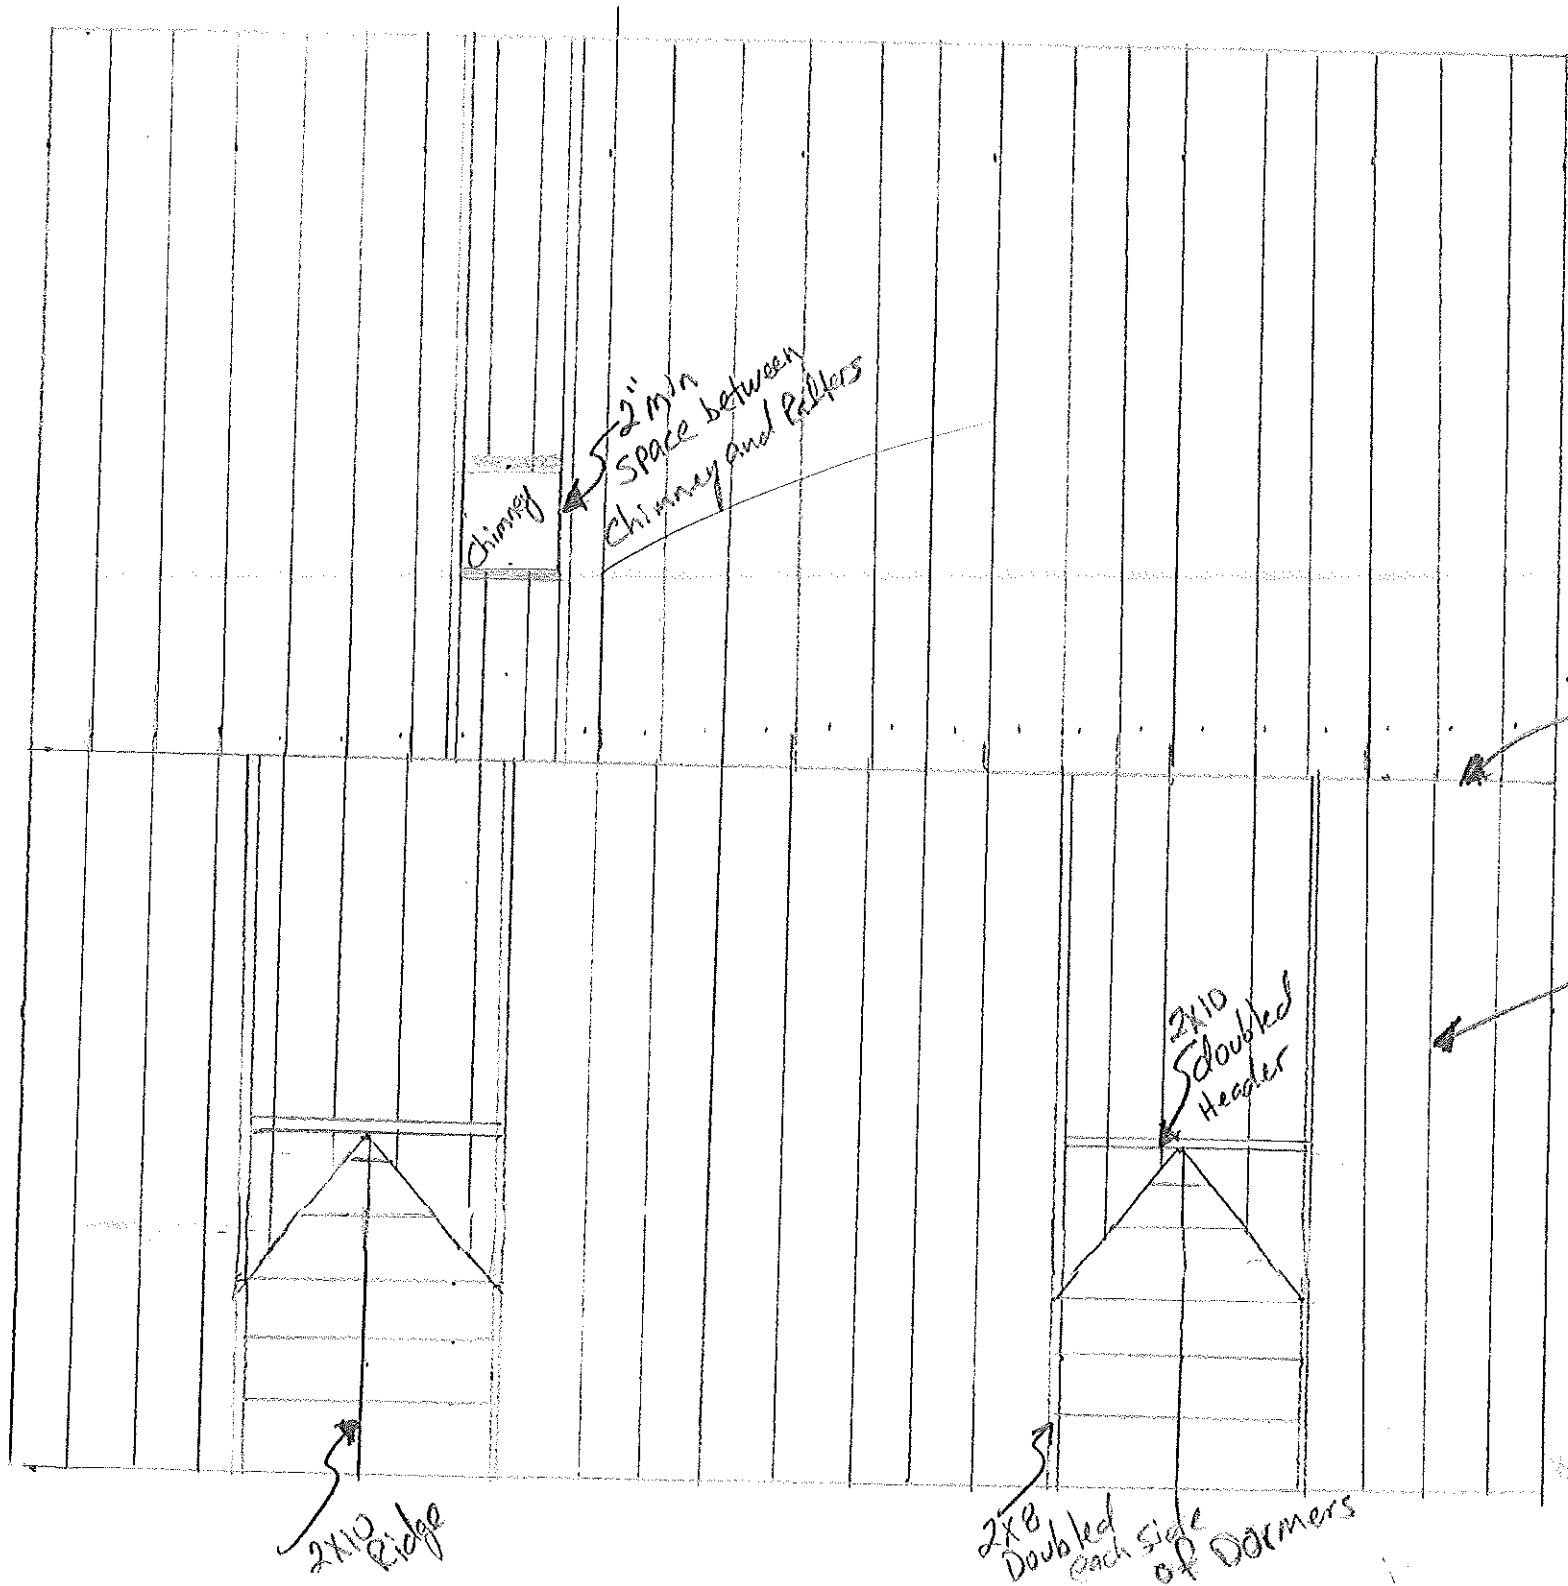 2" min
space between
chimney and Rafters
chimney
2X10
doubled
Header
2X10
Ridge
2X8
Doubled
each side
of Dormers